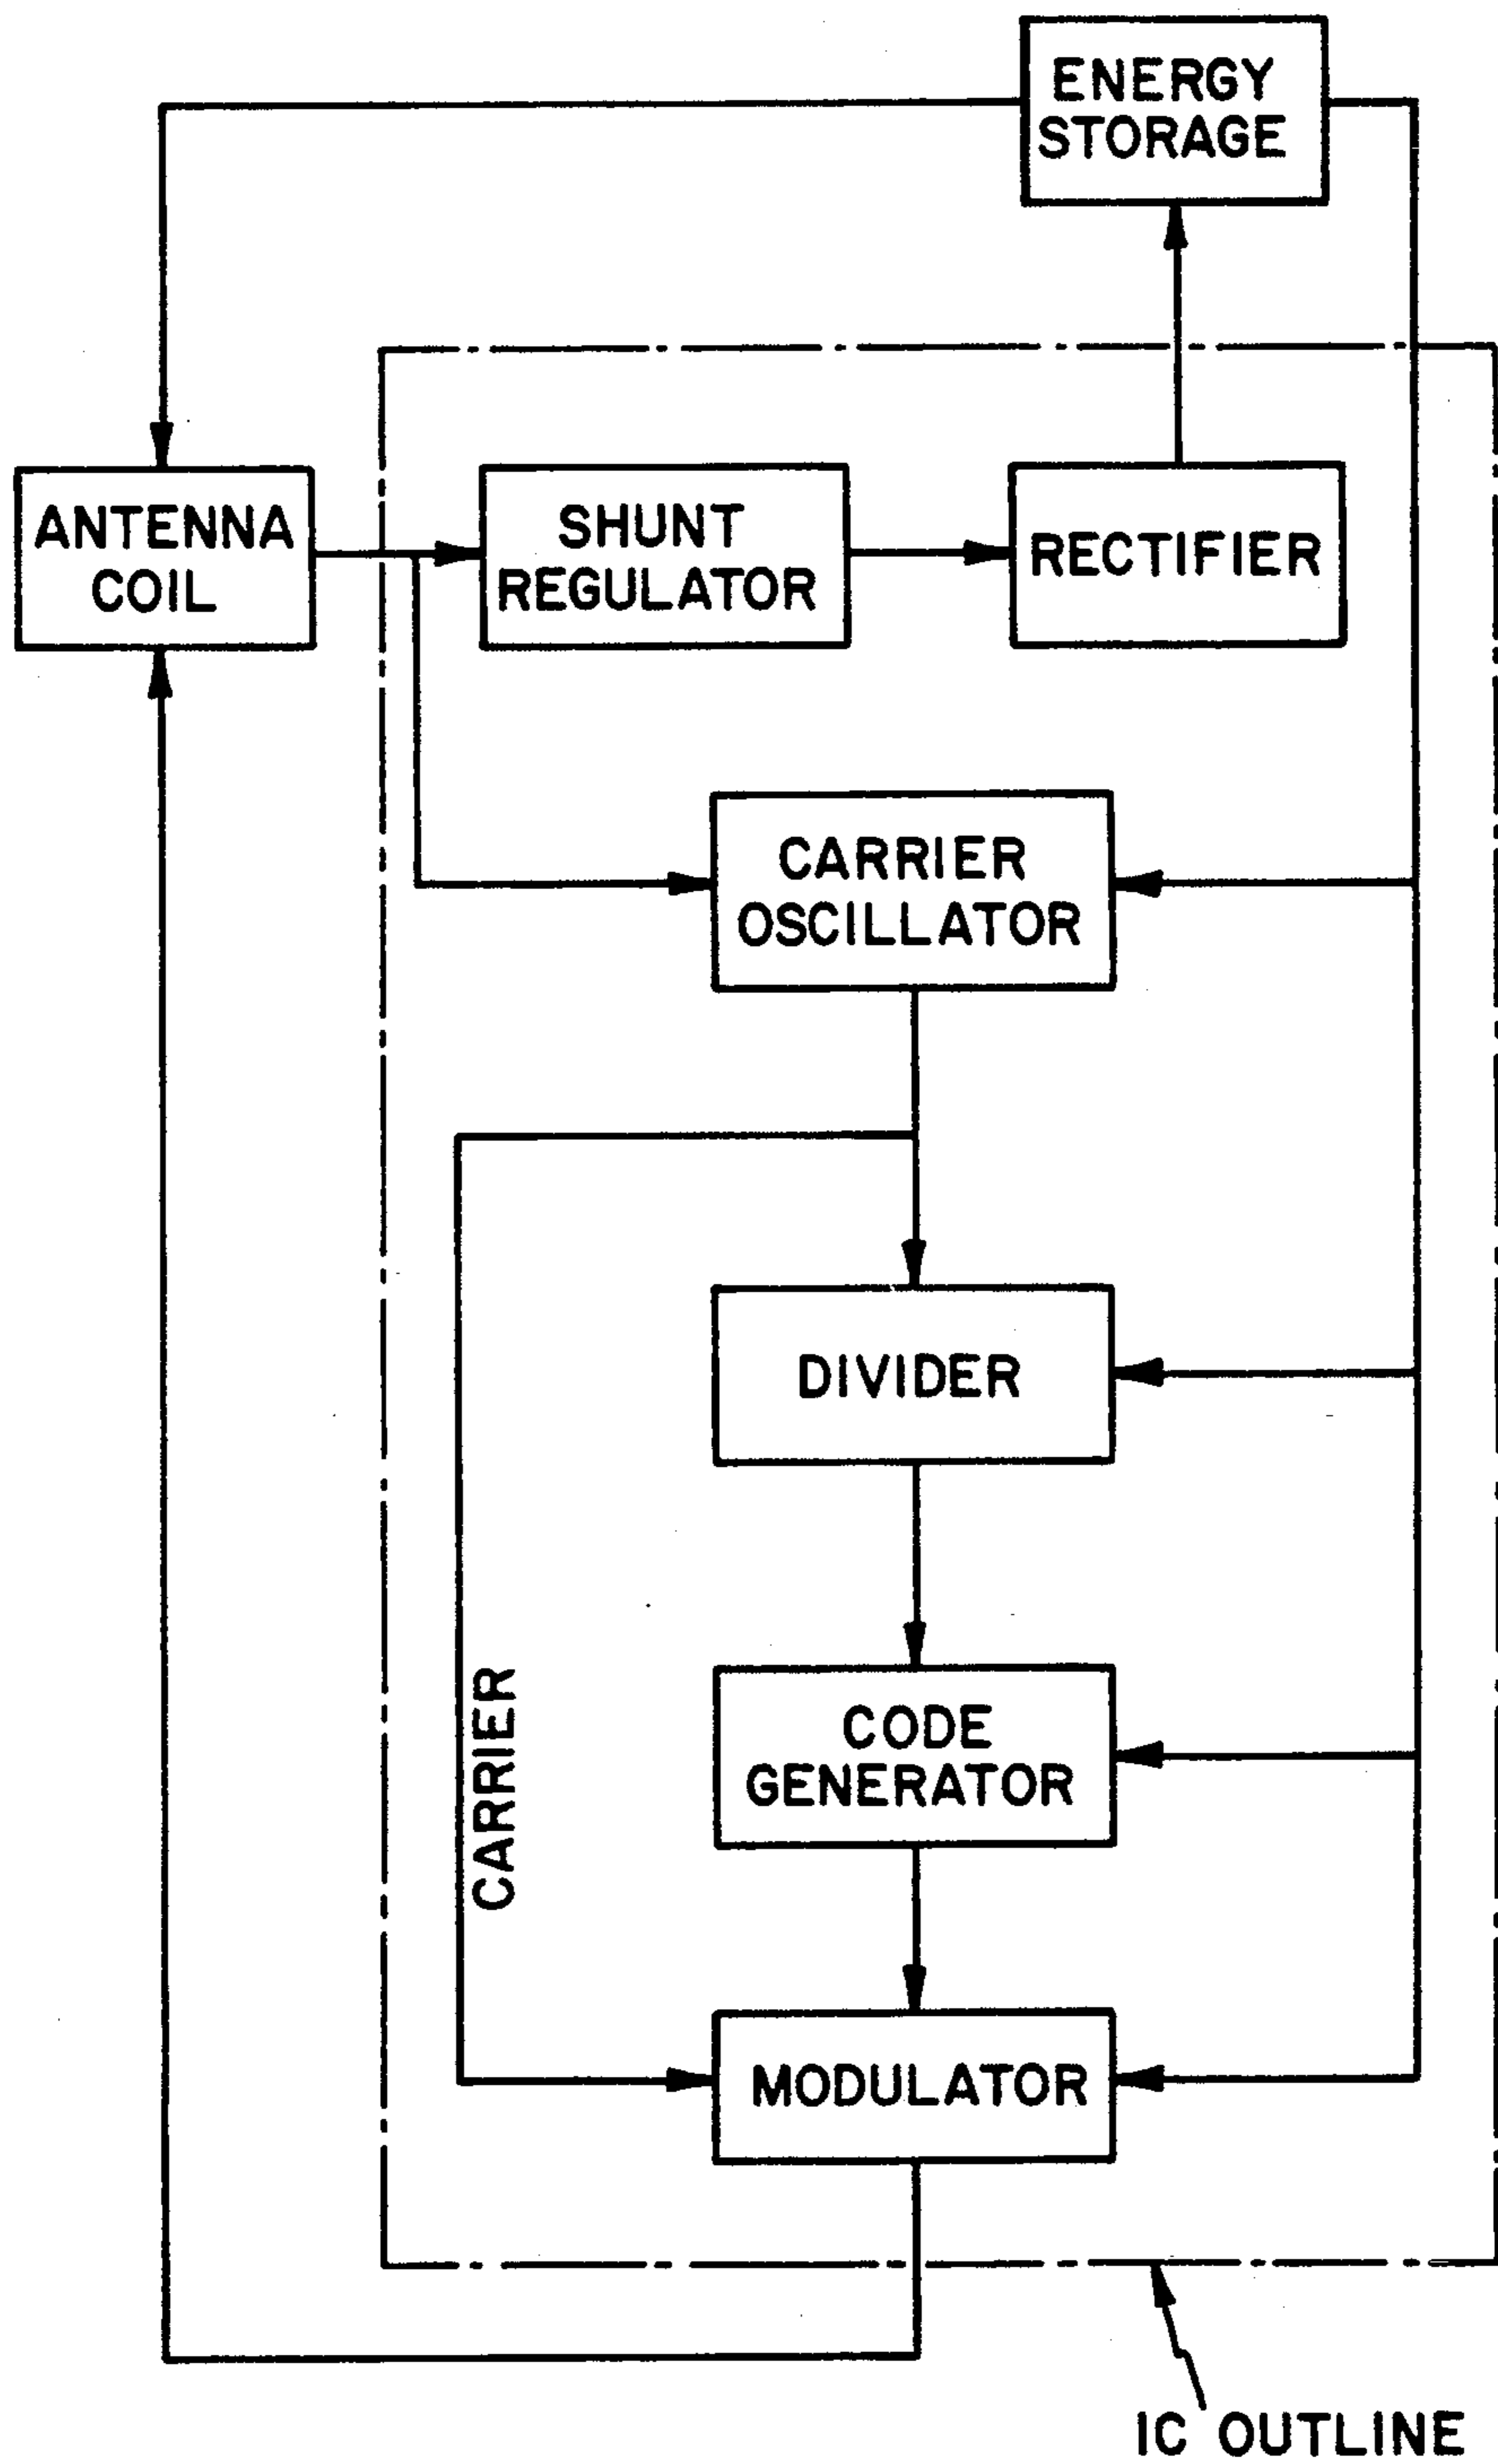 ENERGY
STORAGE
ANTENNA
COIL
SHUNT
REGULATOR
RECTIFIER
CARRIER
OSCILLATOR
DIVIDER
CODE
GENERATOR
CARRIER
MODULATOR
IC OUTLINE